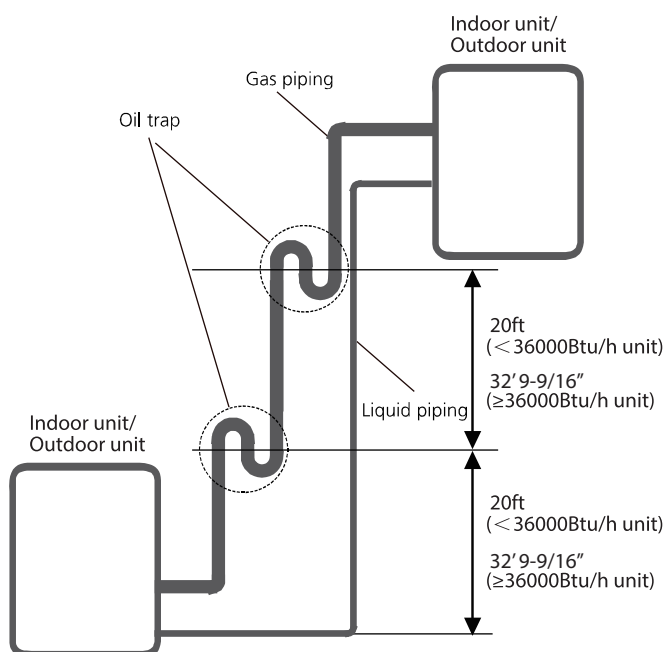 Indoor unit/
Outdoor unit
Gas piping
Oil trap
20ft
(＜36000Btu/h unit)
32’9-9/16”
(≥36000Btu/h unit)
Liquid piping
Indoor unit/
Outdoor unit
20ft
(＜36000Btu/h unit)
32’9-9/16”
(≥36000Btu/h unit)